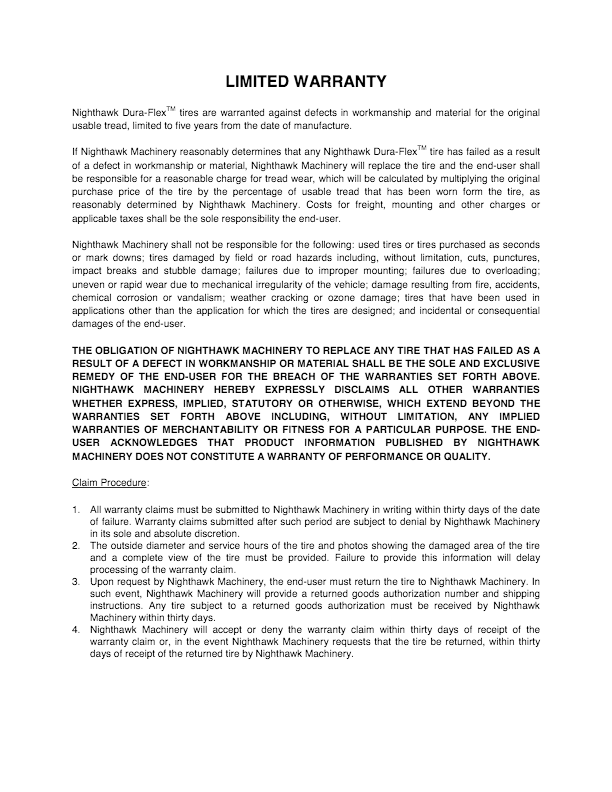 LIMITED WARRANTY
Nighthawk Dura-Flex™ tires are warranted against defects in workmanship and material for the original
usable tread, limited to five years from the date of manufacture.
If Nighthawk Machinery reasonably determines that any Nighthawk Dura-Flex™ tire has failed as a result
of a defect in workmanship or material, Nighthawk Machinery will replace the tire and the end-user shall
be responsible for a reasonable charge for tread wear, which will be calculated by multiplying the original
purchase price of the tire by the percentage of usable tread that has been worn form the tire, as
reasonably determined by Nighthawk Machinery. Costs for freight, mounting and other charges or
applicable taxes shall be the sole responsibility the end-user.
Nighthawk Machinery shall not be responsible for the following: used tires or tires purchased as seconds
or mark downs; tires damaged by field or road hazards including, without limitation, cuts, punctures,
impact breaks and stubble damage; failures due to improper mounting; failures due to overloading;
uneven or rapid wear due to mechanical irregularity of the vehicle; damage resulting from fire, accidents,
chemical corrosion or vandalism; weather cracking or ozone damage; tires that have been used in
applications other than the application for which the tires are designed; and incidental or consequential
damages of the end-user.
THE OBLIGATION OF NIGHTHAWK MACHINERY TO REPLACE ANY TIRE THAT HAS FAILED AS A
RESULT OF A DEFECT IN WORKMANSHIP OR MATERIAL SHALL BE THE SOLE AND EXCLUSIVE
REMEDY OF THE END-USER FOR THE BREACH OF THE WARRANTIES SET FORTH ABOVE.
NIGHTHAWK MACHINERY HEREBY EXPRESSLY DISCLAIMS ALL OTHER WARRANTIES
WHETHER EXPRESS, IMPLIED, STATUTORY OR OTHERWISE, WHICH EXTEND BEYOND THE
WARRANTIES SET FORTH ABOVE INCLUDING, WITHOUT LIMITATION, ANY IMPLIED
WARRANTIES OF MERCHANTABILITY OR FITNESS FOR A PARTICULAR PURPOSE. THE END-
USER ACKNOWLEDGES THAT PRODUCT INFORMATION PUBLISHED BY NIGHTHAWK
MACHINERY DOES NOT CONSTITUTE A WARRANTY OF PERFORMANCE OR QUALITY.
Claim Procedure:
1. All warranty claims must be submitted to Nighthawk Machinery in writing within thirty days of the date
of failure. Warranty claims submitted after such period are subject to denial by Nighthawk Machinery
in its sole and absolute discretion.
2. The outside diameter and service hours of the tire and photos showing the damaged area of the tire
and a complete view of the tire must be provided. Failure to provide this information will delay
processing of the warranty claim.
3. Upon request by Nighthawk Machinery, the end-user must return the tire to Nighthawk Machinery. In
such event, Nighthawk Machinery will provide a returned goods authorization number and shipping
instructions. Any tire subject to a returned goods authorization must be received by Nighthawk
Machinery within thirty days.
4. Nighthawk Machinery will accept or deny the warranty claim within thirty days of receipt of the
warranty claim or, in the event Nighthawk Machinery requests that the tire be returned, within thirty
days of receipt of the returned tire by Nighthawk Machinery.